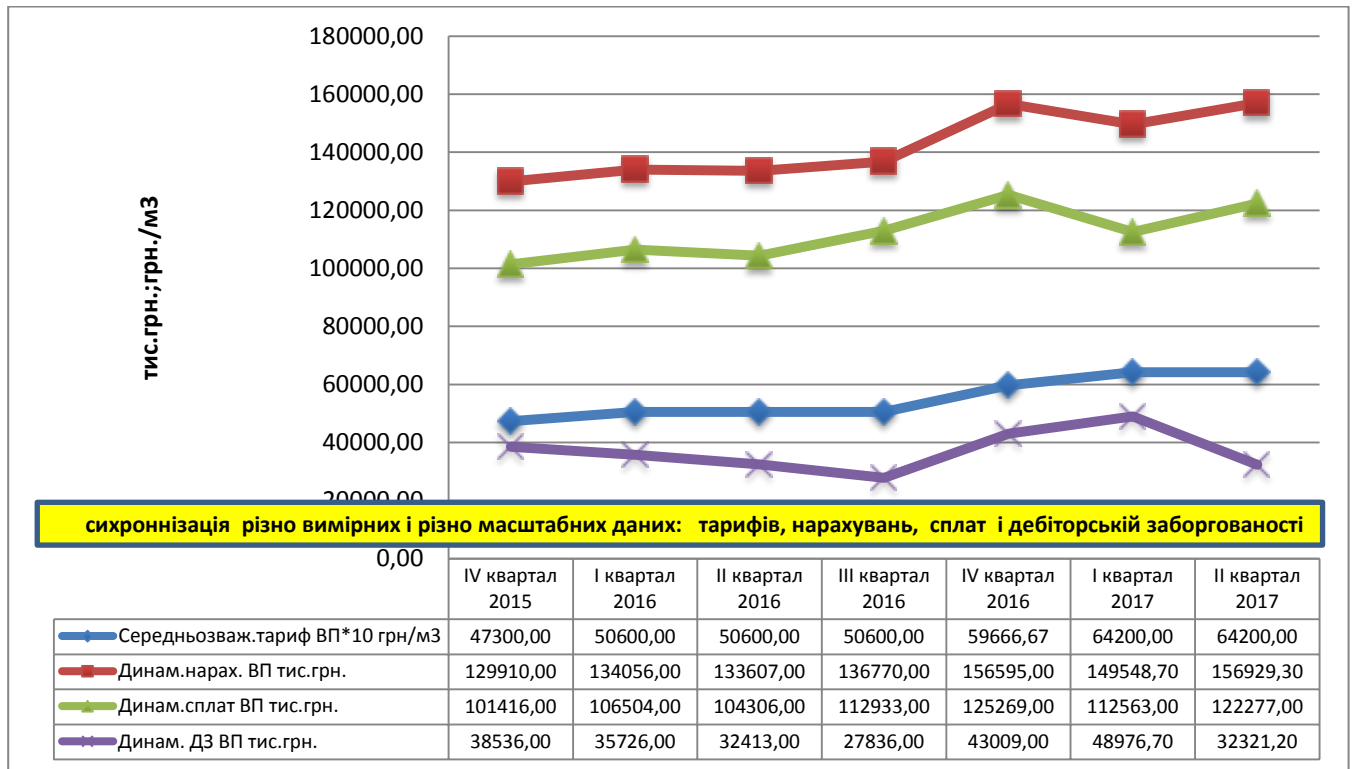 180000,00
160000,00
140000,00
120000,00
100000,00
80000,00
60000,00
40000,00
20000,00
0,00
тис.грн.;грн./м3
сихроннізація різно вимірних і різно масштабних даних: тарифів, нарахувань, сплат і дебіторській заборгованості
IV квартал 2015 I квартал 2016 II квартал 2016 III квартал 2016 IV квартал 2016 I квартал 2017 II квартал 2017
Середньозваж.тариф ВП*10 грн/м3 47300,00 50600,00 50600,00 50600,00 59666,67 64200,00 64200,00
Динам.нарах. ВП тис.грн. 129910,00 134056,00 133607,00 136770,00 156595,00 149548,70 156929,30
Динам.сплат ВП тис.грн. 101416,00 106504,00 104306,00 112933,00 125269,00 112563,00 122277,00
Динам. ДЗ ВП тис.грн. 38536,00 35726,00 32413,00 27836,00 43009,00 48976,70 32321,20